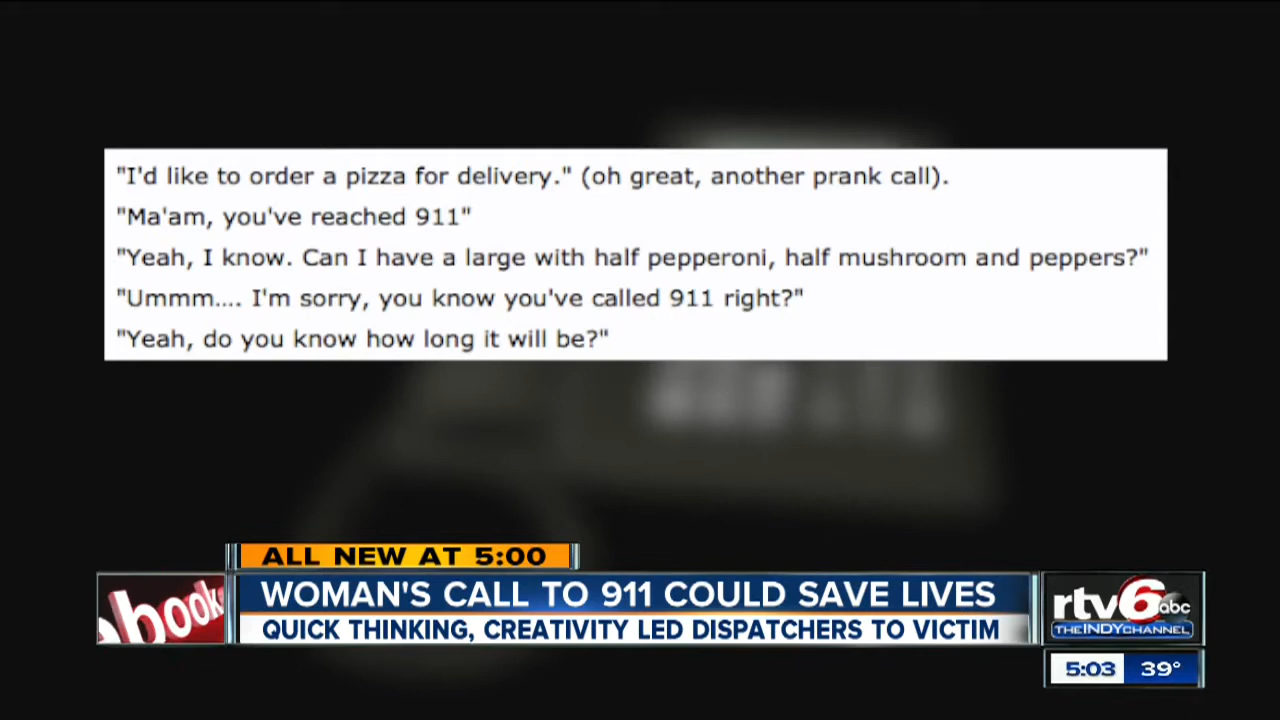 "I'd like to order a pizza for delivery." (oh great, another prank call).
"Ma'am, you've reached 911"
"Yeah, I know. Can I have a large with half pepperoni, half mushroom and peppers?"
"Ummm.... I'm sorry, you know you've called 911 right?"
"Yeah, do you know how long it will be?"
ALL NEW AT 5:00
WOMAN'S CALL TO 911 COULD SAVE LIVES
QUICK THINKING, CREATIVITY LED DISPATCHERS TO VICTIM
book
rtv6 abc
THE INDY CHANNEL
5:03 39°